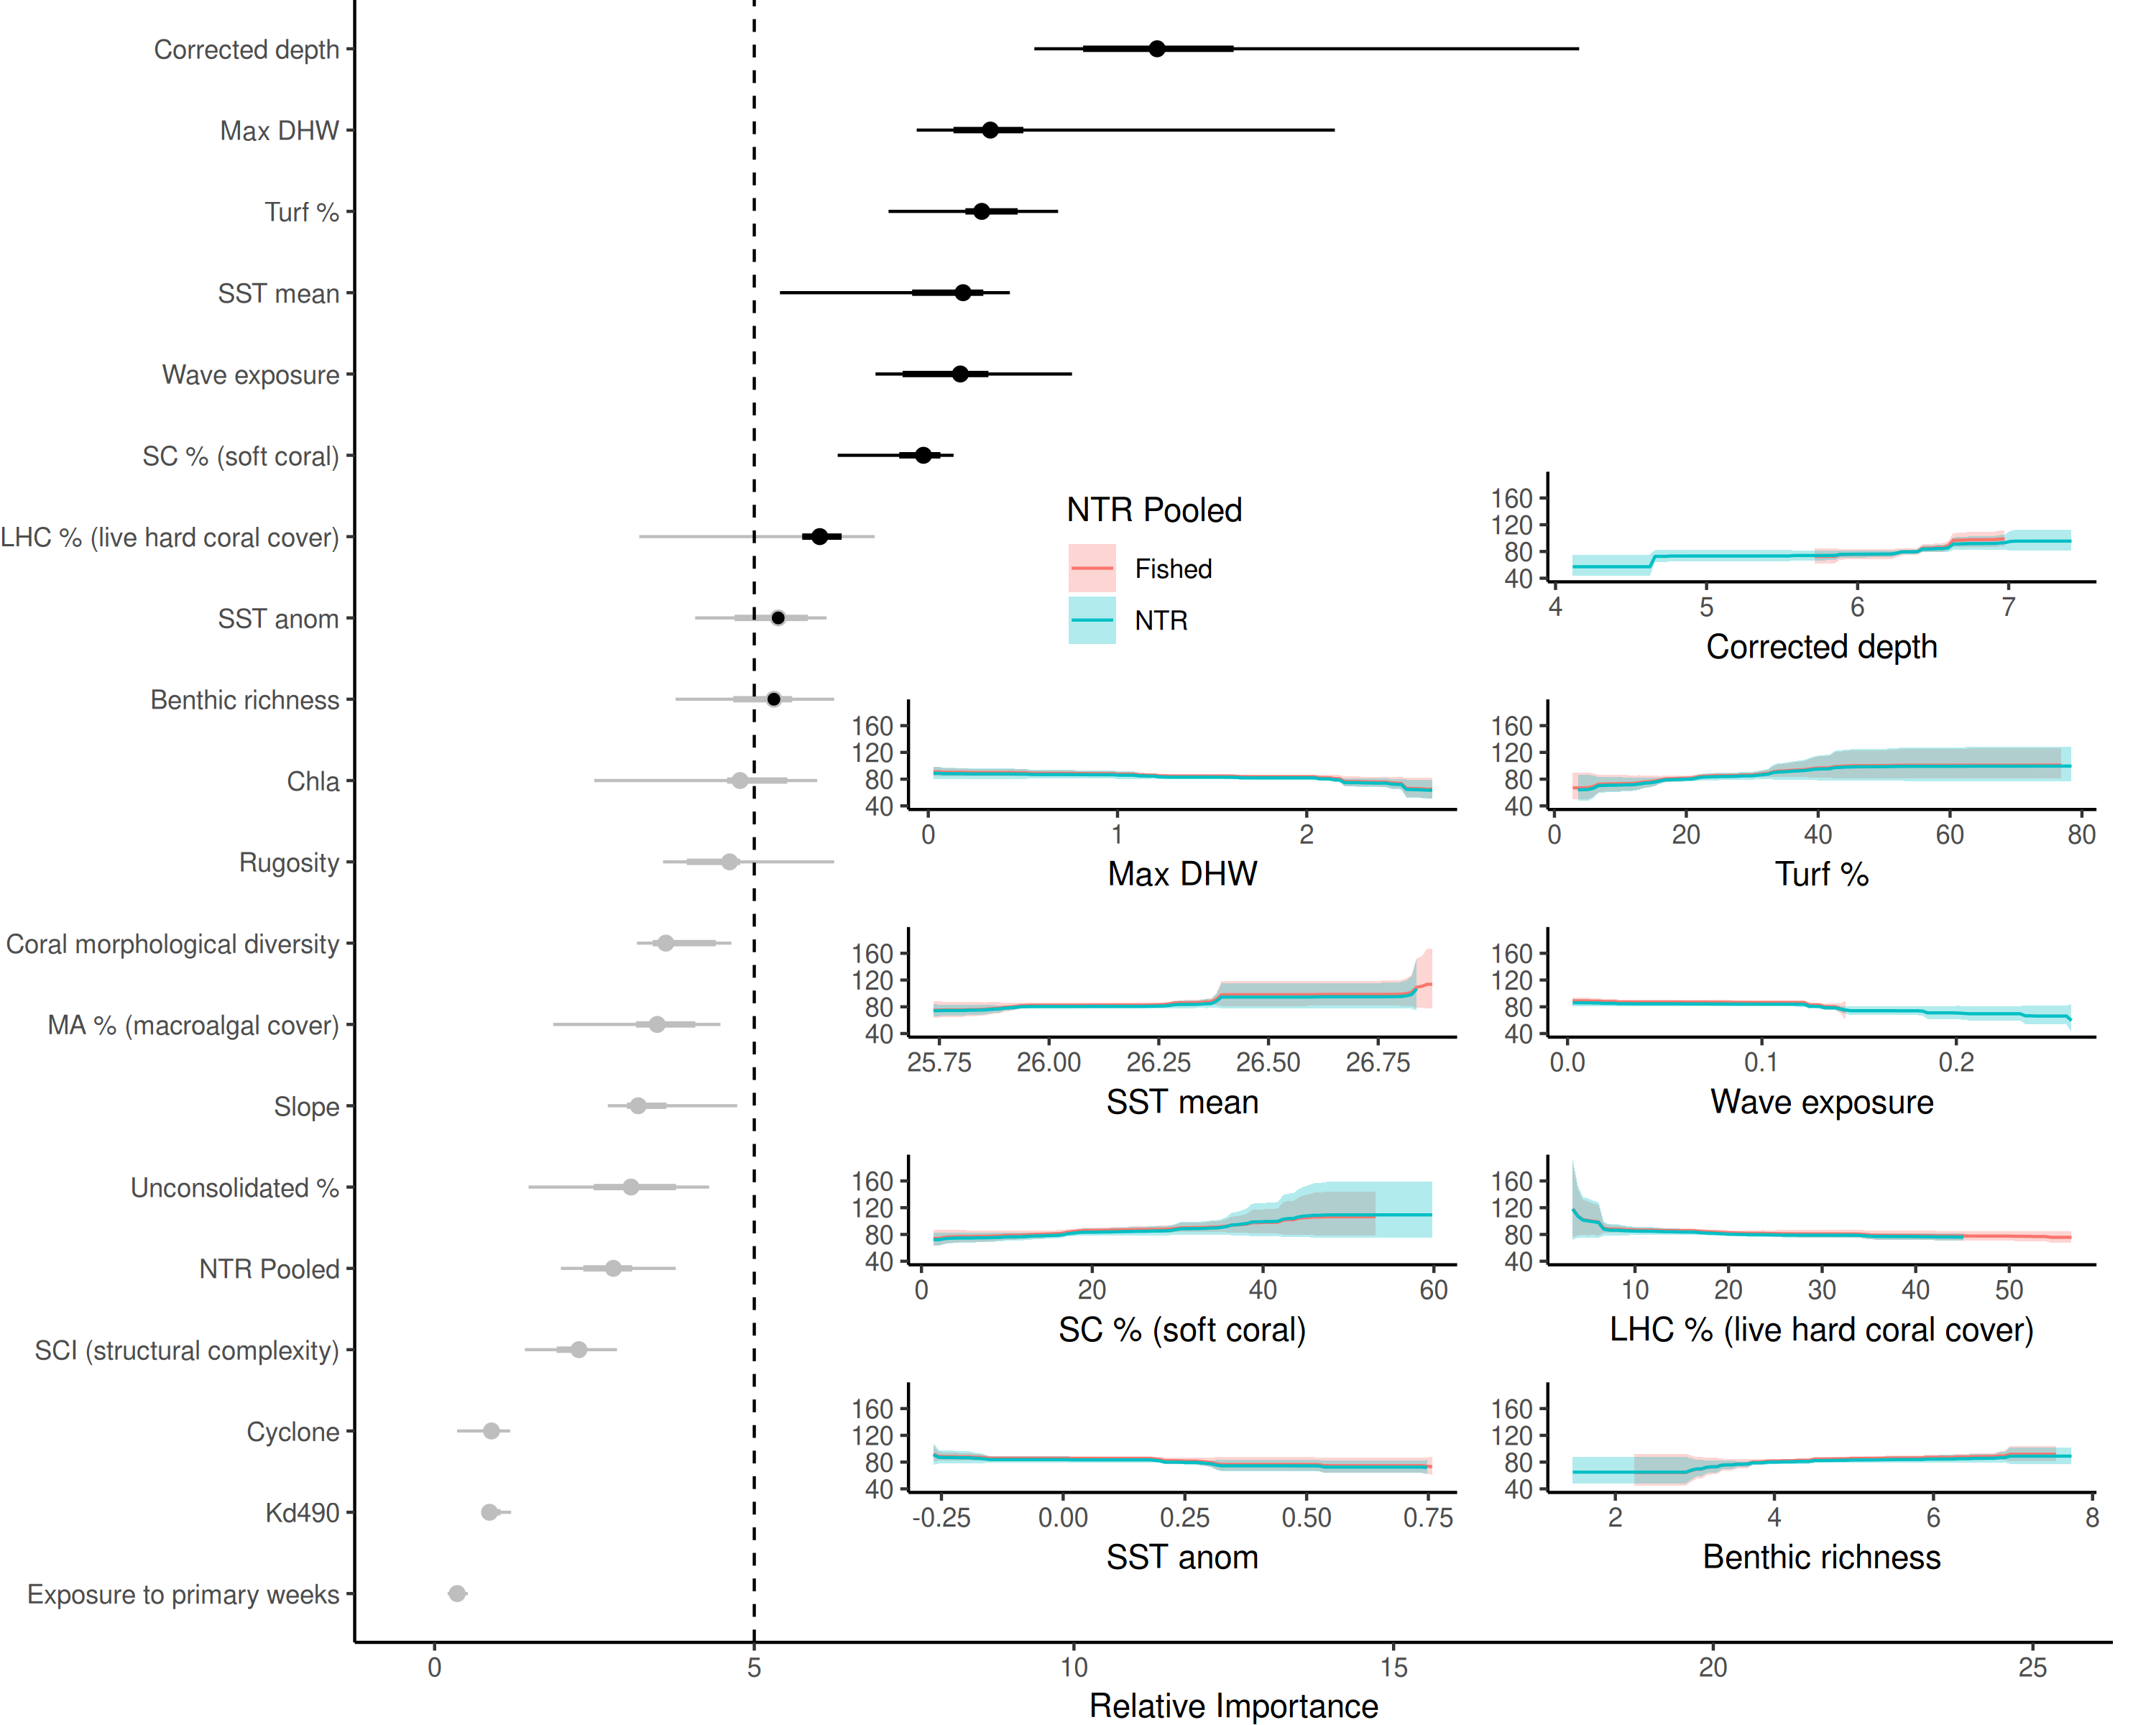 Corrected depth
Max DHW
Turf %
SST mean
Wave exposure
SC % (soft coral)
LHC % (live hard coral cover)
SST anom
Benthic richness
Chla
Rugosity
Coral morphological diversity
MA % (macroalgal cover)
Slope
Unconsolidated %
NTR Pooled
SCI (structural complexity)
Cyclone
Kd490
Exposure to primary weeks
0 5 10 15 20 25
Relative Importance
NTR Pooled
Fished
NTR
160
120
80
40
4 5 6 7
Corrected depth
160
120
80
40
0 1 2
Max DHW
160
120
80
40
0 20 40 60 80
Turf %
160
120
80
40
25.75 26.00 26.25 26.50 26.75
SST mean
160
120
80
40
0.0 0.1 0.2
Wave exposure
160
120
80
40
0 20 40 60
SC % (soft coral)
160
120
80
40
10 20 30 40 50
LHC % (live hard coral cover)
160
120
80
40
-0.25 0.00 0.25 0.50 0.75
SST anom
160
120
80
40
2 4 6 8
Benthic richness